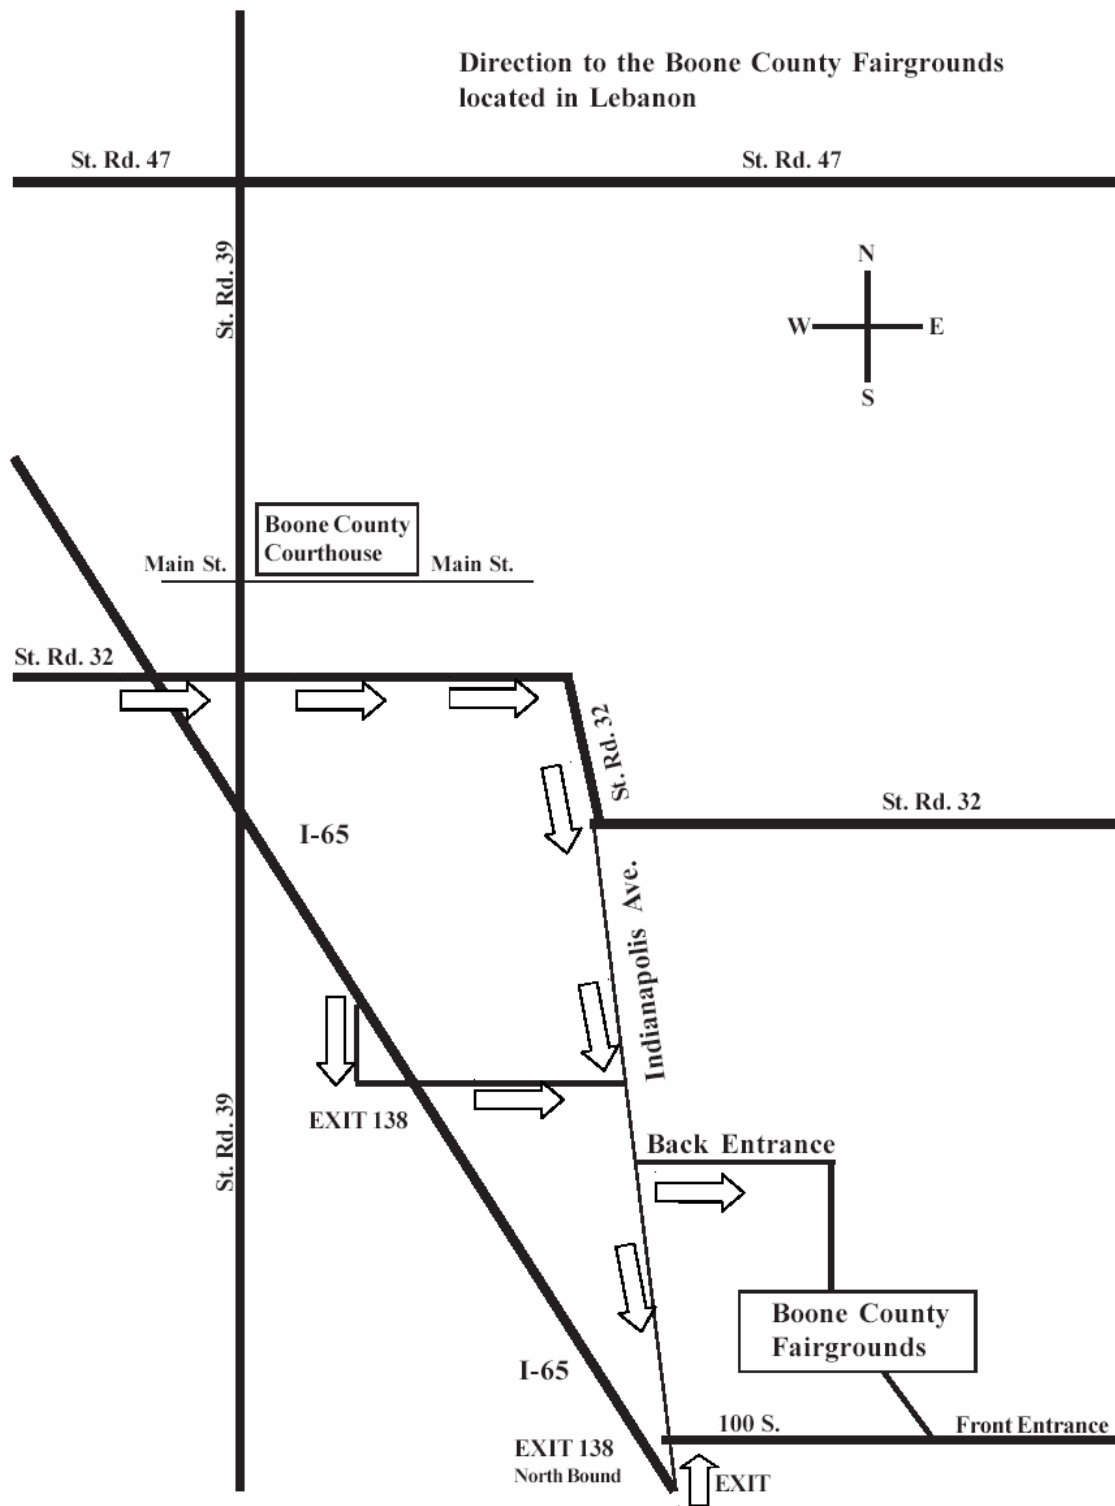 Direction to the Boone County Fairgrounds
located in Lebanon
St. Rd. 47
St. Rd. 47
St. Rd. 39
N
W
E
S
Boone County
Courthouse
Main St.
Main St.
St. Rd. 32
St. Rd. 32
St. Rd. 32
I-65
Indianapolis Ave.
St. Rd. 39
EXIT 138
Back Entrance
Boone County
Fairgrounds
I-65
100 S.
Front Entrance
EXIT 138
North Bound
EXIT